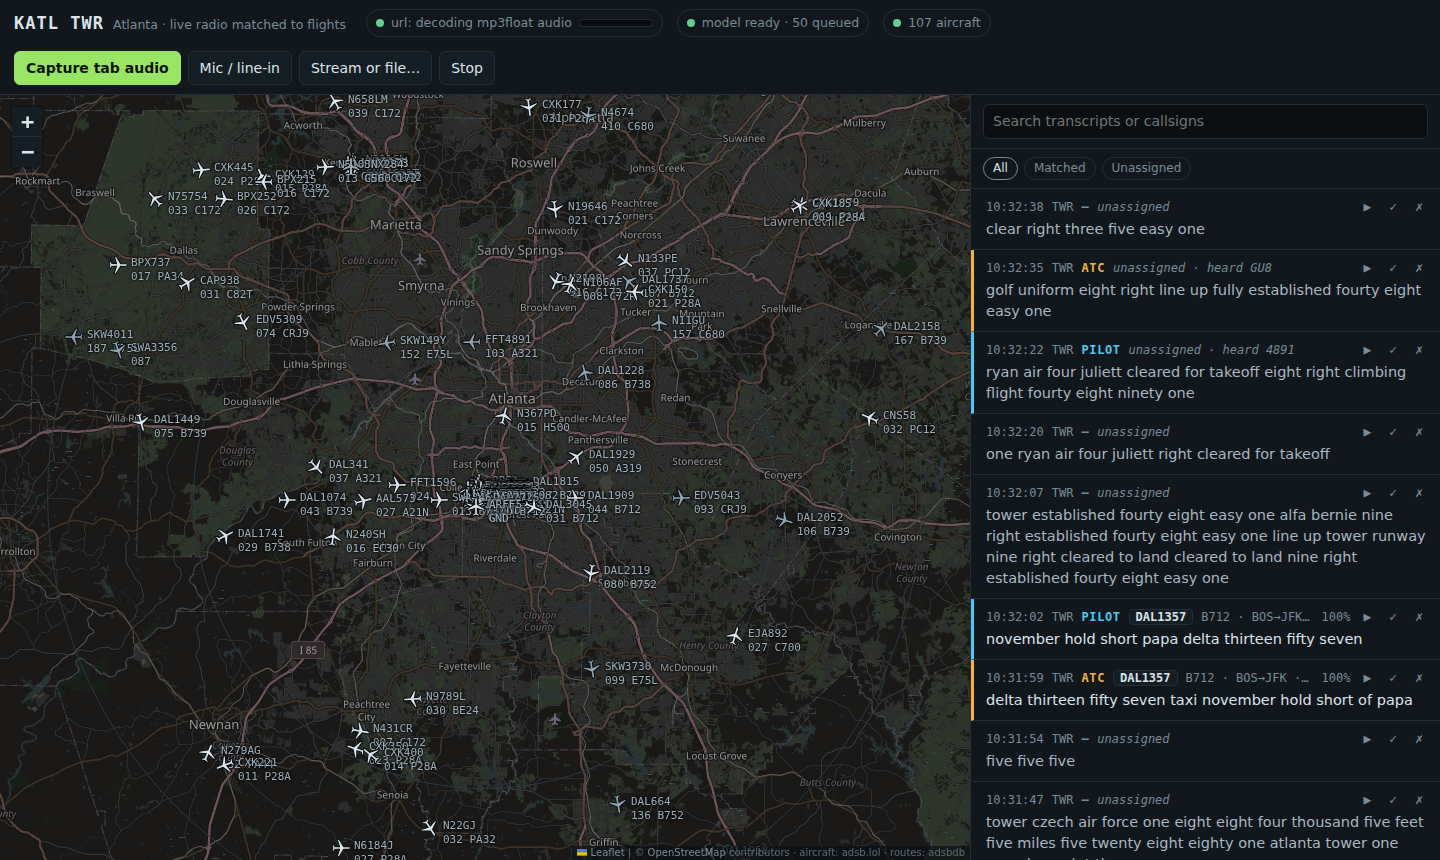 KATL TWR Atlanta · live radio matched to flights
url: decoding mp3float audio
model ready · 50 queued
107 aircraft
Capture tab audio
Mic / line-in
Stream or file…
Stop
+
−
N658LM
039 C172
Acworth
CXK177
N4674
410 C680
Mulberry
Suwanee
Roswell
Johns Creek
Auburn
Rockmart
Braswell
CXK445
BPX215
016 C172
N75754
033 C172
BPX252
026 C172
Marietta
N19646
021 C172
Peachtree
Corners
Dunwoody
Norcross
Dacula
Lawrenceville
Dallas
Sandy Springs
Cobb County
BPX737
017 PA34
CAP938
031 C82T
N133PE
037 PC12
DAL1737
CXK150
021 P28A
Smyrna
Vinings
Brookhaven
Tucker
Mountain
Park
Snellville
Powder Springs
EDV5309
074 CRJ9
N11GU
157 C680
DAL2158
167 B739
SKW4011
SWA3356
087
SKW149Y
152 E75L
FFT4891
103 A321
Clarkston
Lithia Springs
DAL1228
086 B738
Redan
Douglasville
Atlanta
N367PD
015 H500
Candler-McAfee
CNS58
032 PC12
DAL1449
075 B739
Panthersville
Douglas
County
DAL341
037 A321
East Point
DAL1929
050 A319
Stonecrest
Conyers
FFT1596
DAL1815
DAL1074
043 B739
AAL575
027 A21N
GND
DAL3045
031 B712
DAL1909
044 B712
EDV5043
093 CRJ9
DAL2052
106 B739
Covington
DAL1741
029 B738
N240SH
016 EC30
Fairburn
Riverdale
DAL2119
080 B752
Newton
County
Clayton
County
EJA892
027 C700
Henry County
I 85
Fayetteville
SKW3730
099 E75L
McDonough
N9789L
030 BE24
Peachtree
City
Newnan
N431CR
007 C172
CXK400
014 P28A
N279AG
CXK221
011 P28A
Locust Grove
Butts County
Senoia
DAL664
136 B752
N22GJ
032 PA32
N6184J
027 P28A
Griffin
Leaflet | © OpenStreetMap contributors · aircraft: adsb.lol · routes: adsbdb
Search transcripts or callsigns
All
Matched
Unassigned
10:32:38 TWR — unassigned ▶ ✓ ✗
clear right three five easy one
10:32:35 TWR ATC unassigned · heard GU8 ▶ ✓ ✗
golf uniform eight right line up fully established fourty eight
easy one
10:32:22 TWR PILOT unassigned · heard 4891 ▶ ✓ ✗
ryan air four juliett cleared for takeoff eight right climbing
flight fourty eight ninety one
10:32:20 TWR — unassigned ▶ ✓ ✗
one ryan air four juliett right cleared for takeoff
10:32:07 TWR — unassigned ▶ ✓ ✗
tower established fourty eight easy one alfa bernie nine
right established fourty eight easy one line up tower runway
nine right cleared to land cleared to land nine right
established fourty eight easy one
10:32:02 TWR PILOT DAL1357 B712 · BOS→JFK… 100% ▶ ✓ ✗
november hold short papa delta thirteen fifty seven
10:31:59 TWR ATC DAL1357 B712 · BOS→JFK ·… 100% ▶ ✓ ✗
delta thirteen fifty seven taxi november hold short of papa
10:31:54 TWR — unassigned ▶ ✓ ✗
five five five
10:31:47 TWR — unassigned ▶ ✓ ✗
tower czech air force one eight eight four thousand five feet
five miles five twenty eight eighty one atlanta tower one